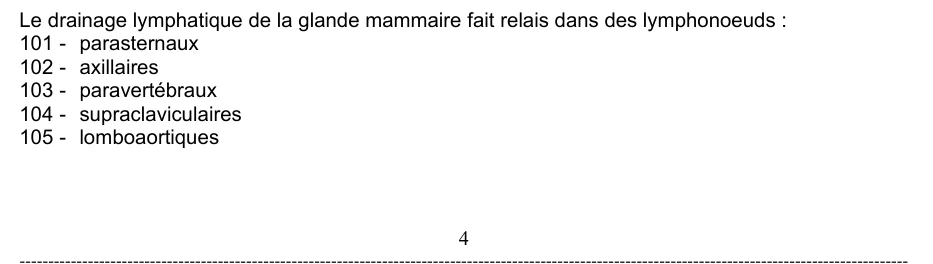 Le drainage lymphatique de la glande mammaire fait relais dans des lymphonoeuds :
101 - parasternaux
102 - axillaires
103 - paravertébraux
104 - supraclaviculaires
105 - lomboaortiques
4